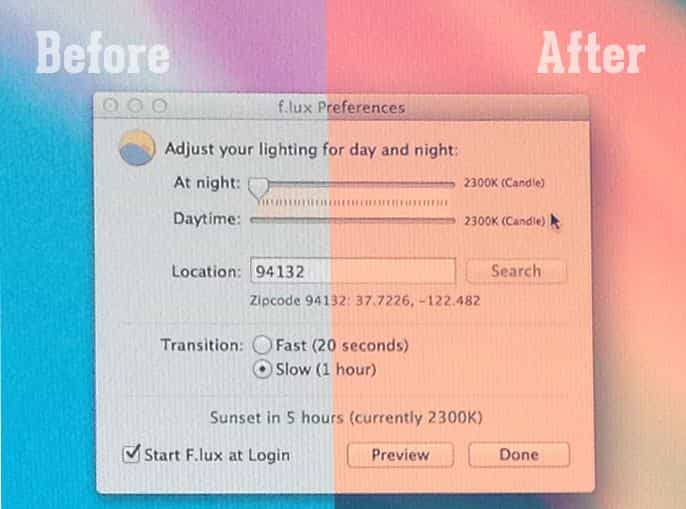 Before After
f.lux Preferences
Adjust your lighting for day and night:
At night: 2300K (Candle)
Daytime: 2300K (Candle)
Location: 94132 Search
Zipcode 94132: 37.7226, -122.482
Transition: Fast (20 seconds)
Slow (1 hour)
Sunset in 5 hours (currently 2300K)
Start F.lux at Login Preview Done